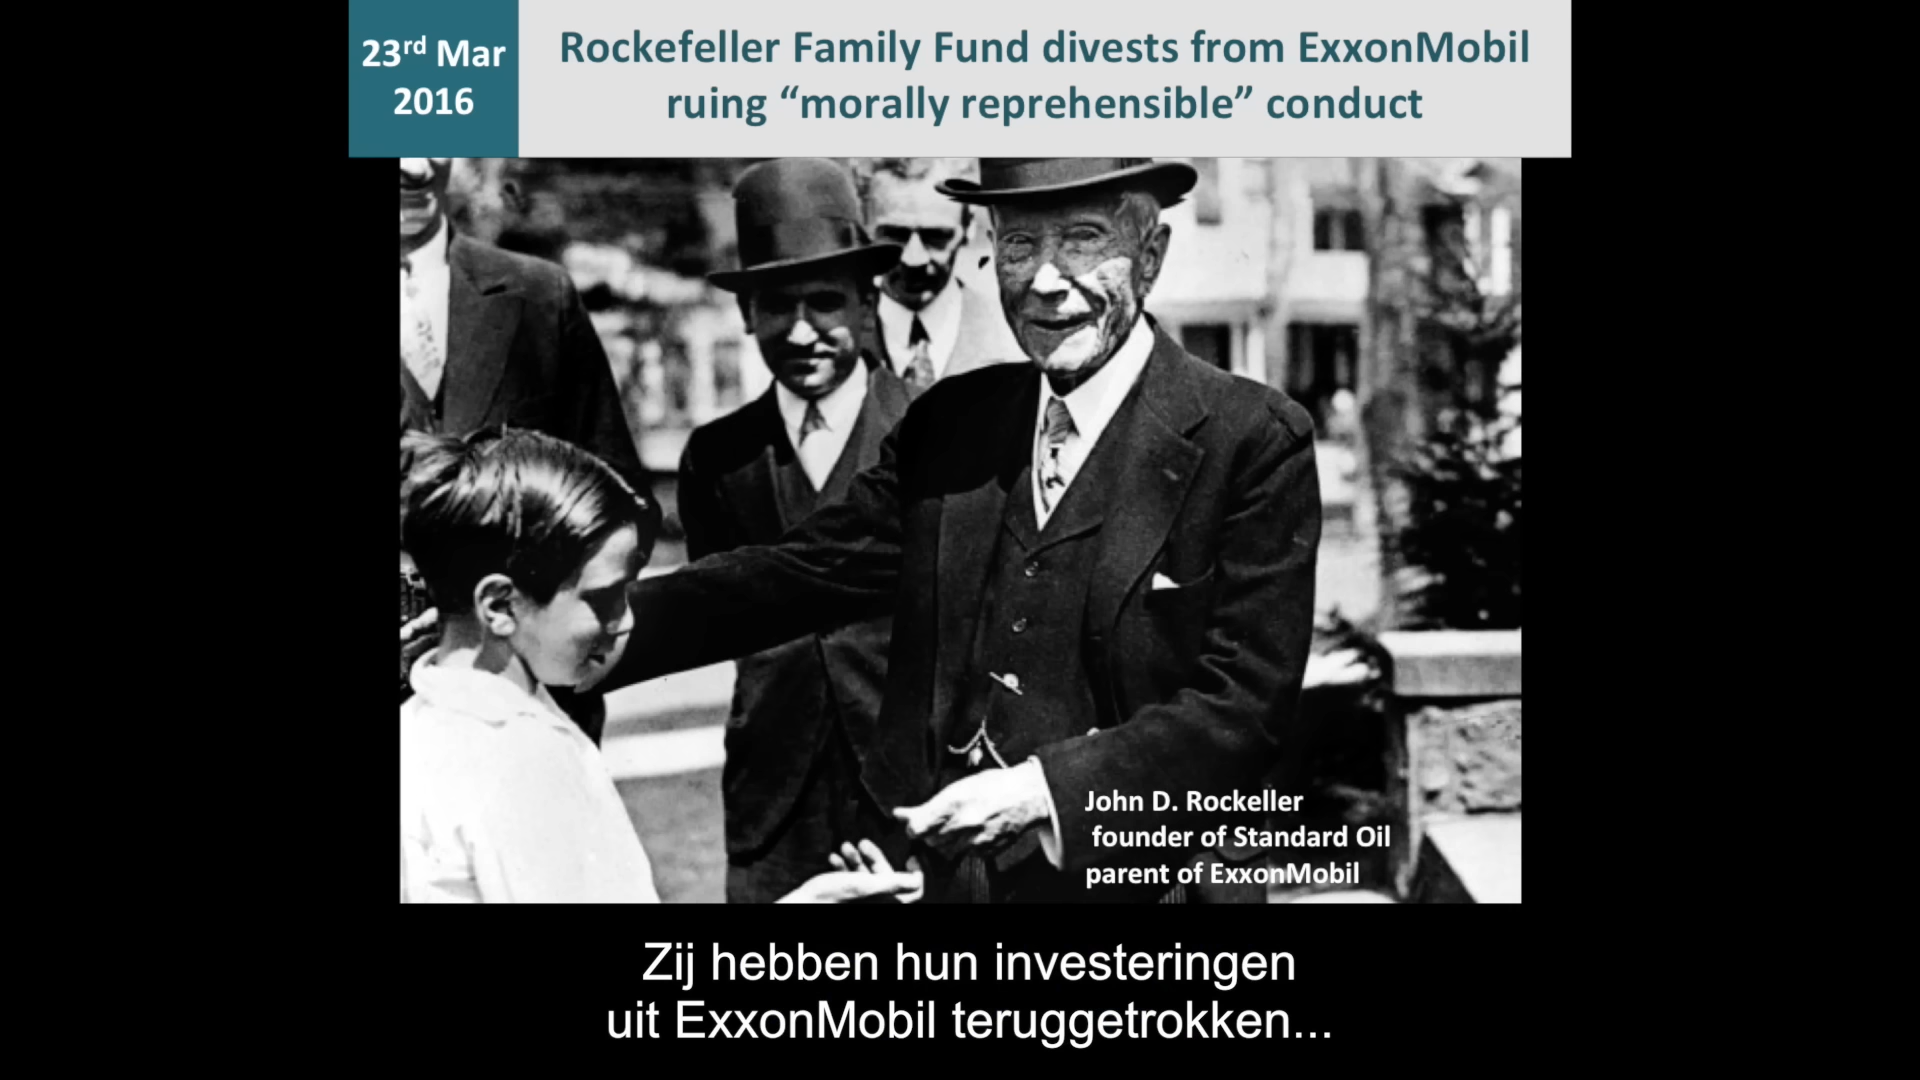 23rd Mar
2016
Rockefeller Family Fund divests from ExxonMobil
ruing “morally reprehensible” conduct
John D. Rockeller
founder of Standard Oil
parent of ExxonMobil
Zij hebben hun investeringen
uit ExxonMobil teruggetrokken...